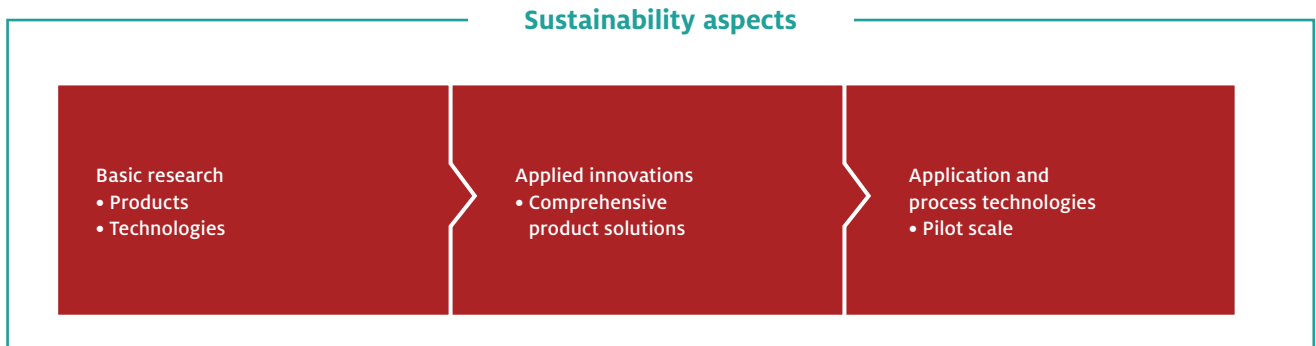 Sustainability aspects
Basic research
• Products
• Technologies
Applied innovations
• Comprehensive
product solutions
Application and
process technologies
• Pilot scale